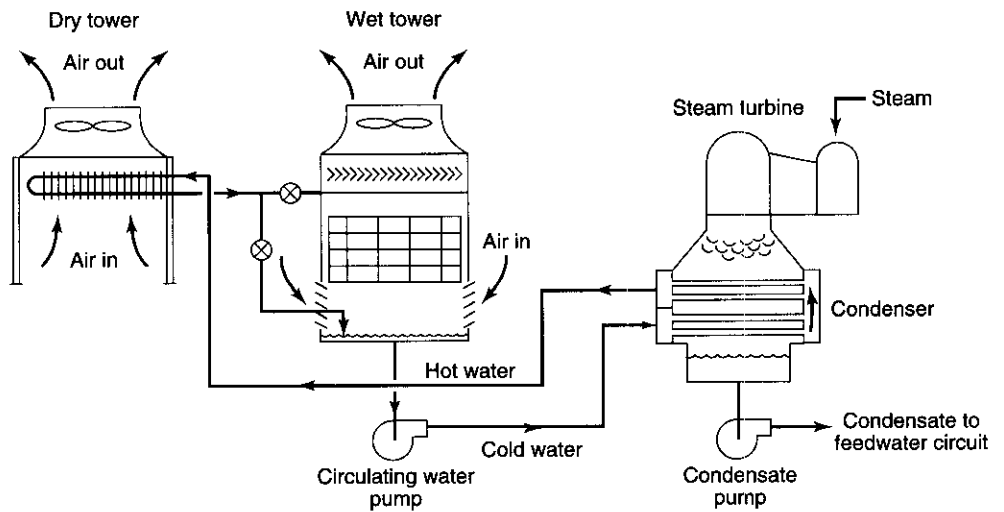 Dry tower
Wet tower
Air out
Air out
Steam turbine
Steam
Air in
Air in
Condenser
Hot water
Cold water
Circulating water
pump
Condensate
pump
Condensate to
feedwater circuit